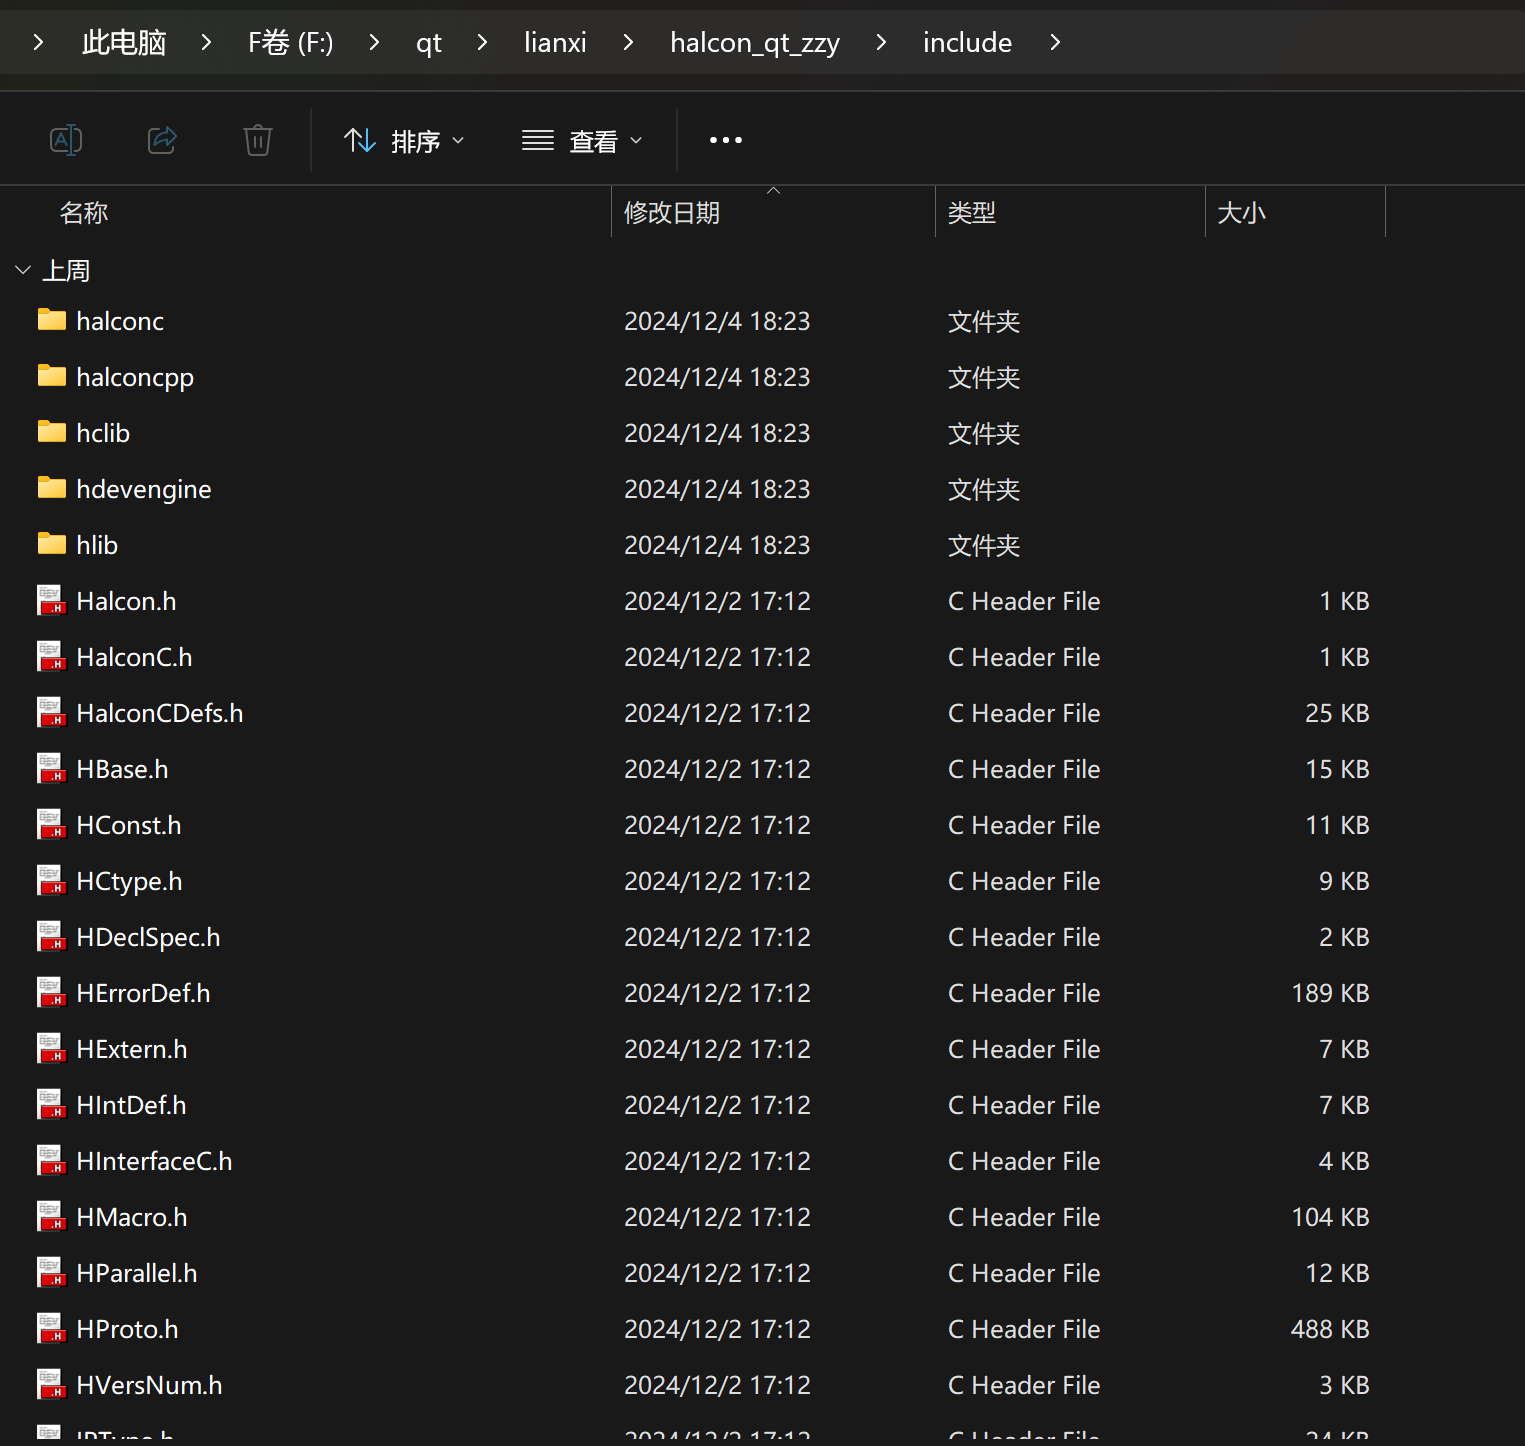 此电脑 F卷 (F:) qt lianxi halcon_qt_zzy include
排序 查看
名称 修改日期 类型 大小
上周
halconc 2024/12/4 18:23 文件夹
halconcpp 2024/12/4 18:23 文件夹
hclib 2024/12/4 18:23 文件夹
hdevengine 2024/12/4 18:23 文件夹
hlib 2024/12/4 18:23 文件夹
Halcon.h 2024/12/2 17:12 C Header File 1 KB
HalconC.h 2024/12/2 17:12 C Header File 1 KB
HalconCDefs.h 2024/12/2 17:12 C Header File 25 KB
HBase.h 2024/12/2 17:12 C Header File 15 KB
HConst.h 2024/12/2 17:12 C Header File 11 KB
HCtype.h 2024/12/2 17:12 C Header File 9 KB
HDeclSpec.h 2024/12/2 17:12 C Header File 2 KB
HErrorDef.h 2024/12/2 17:12 C Header File 189 KB
HExtern.h 2024/12/2 17:12 C Header File 7 KB
HIntDef.h 2024/12/2 17:12 C Header File 7 KB
HInterfaceC.h 2024/12/2 17:12 C Header File 4 KB
HMacro.h 2024/12/2 17:12 C Header File 104 KB
HParallel.h 2024/12/2 17:12 C Header File 12 KB
HProto.h 2024/12/2 17:12 C Header File 488 KB
HVersNum.h 2024/12/2 17:12 C Header File 3 KB
2024/12/2 17:12 C Header File